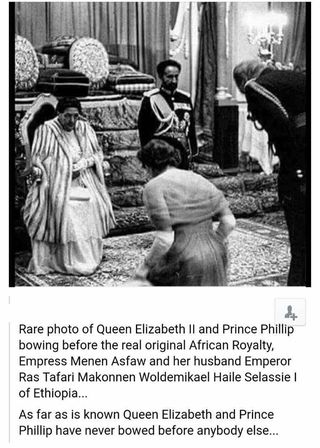 Rare photo of Queen Elizabeth II and Prince Phillip
bowing before the real original African Royalty,
Empress Menen Asfaw and her husband Emperor
Ras Tafari Makonnen Woldemikael Haile Selassie I
of Ethiopia...
As far as is known Queen Elizabeth and Prince
Phillip have never bowed before anybody else...